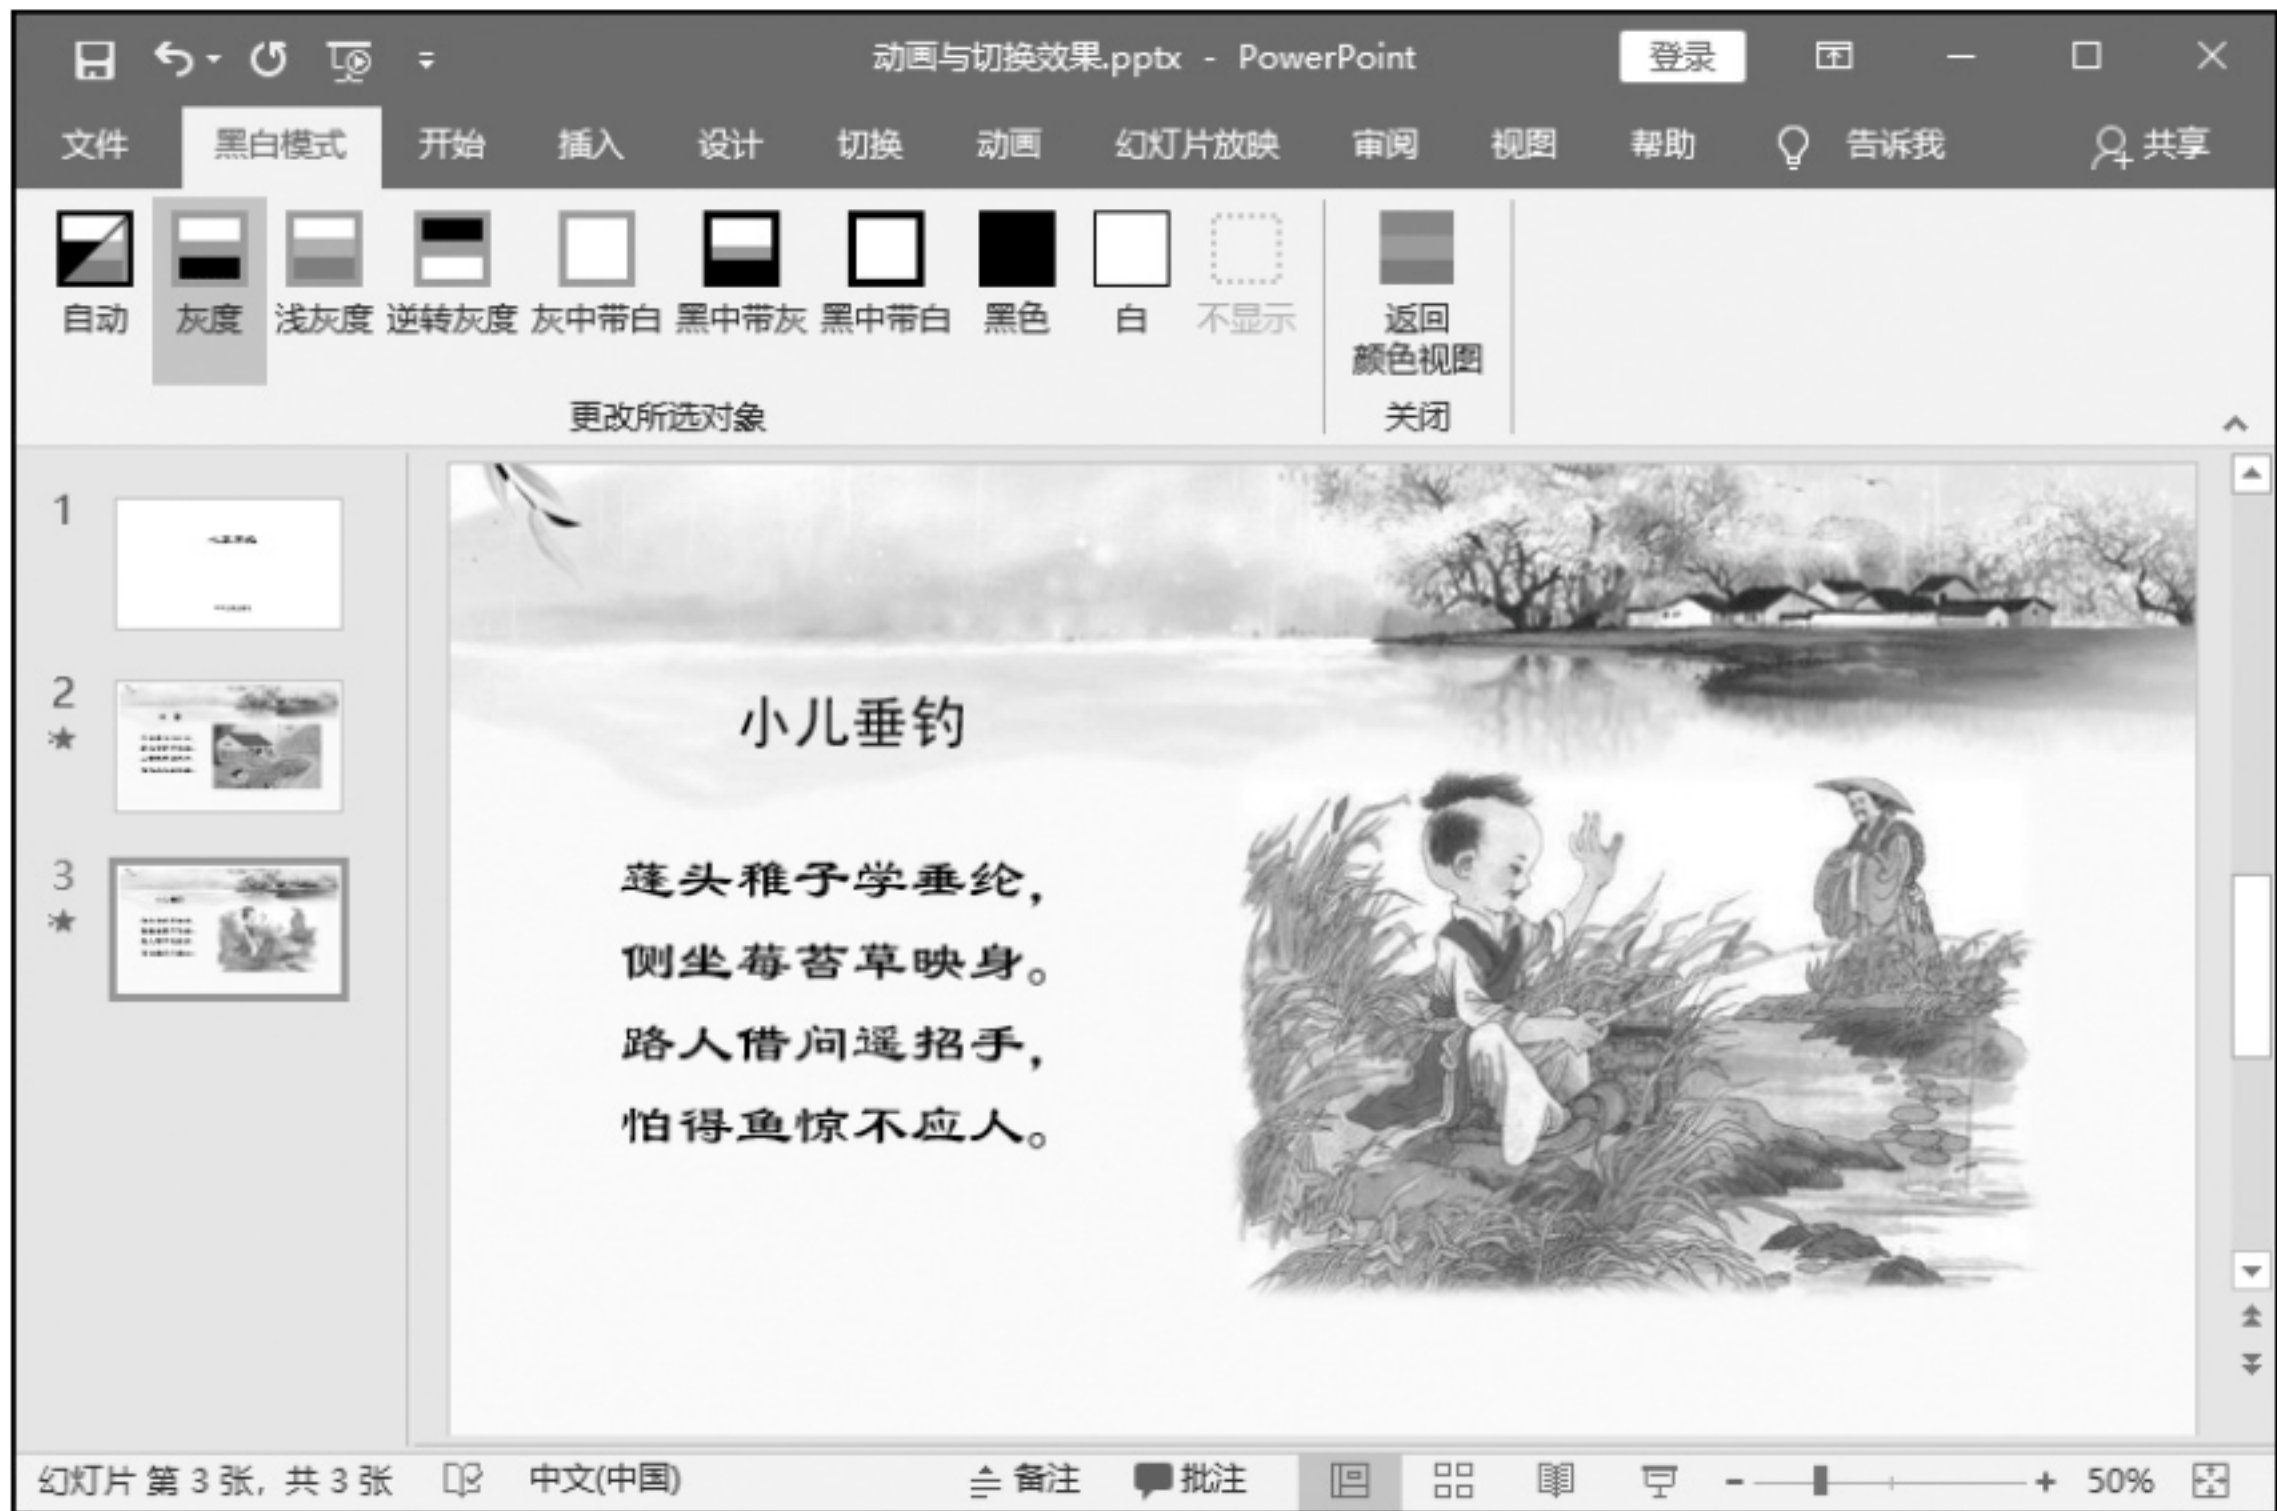 动画与切换效果.pptx - PowerPoint
登录
文件 黑白模式 开始 插入 设计 切换 动画 幻灯片放映 审阅 视图 帮助 告诉我 共享
自动 灰度 浅灰度 逆转灰度 灰中带白 黑中带灰 黑中带白 黑色 白 不显示 返回
颜色视图
更改所选对象 关闭
1
2
3
小儿垂钓
蓬头稚子学垂纶，
侧坐莓苔草映身。
路人借问遥招手，
怕得鱼惊不应人。
幻灯片 第 3 张，共 3 张 中文(中国) 备注 批注 50%